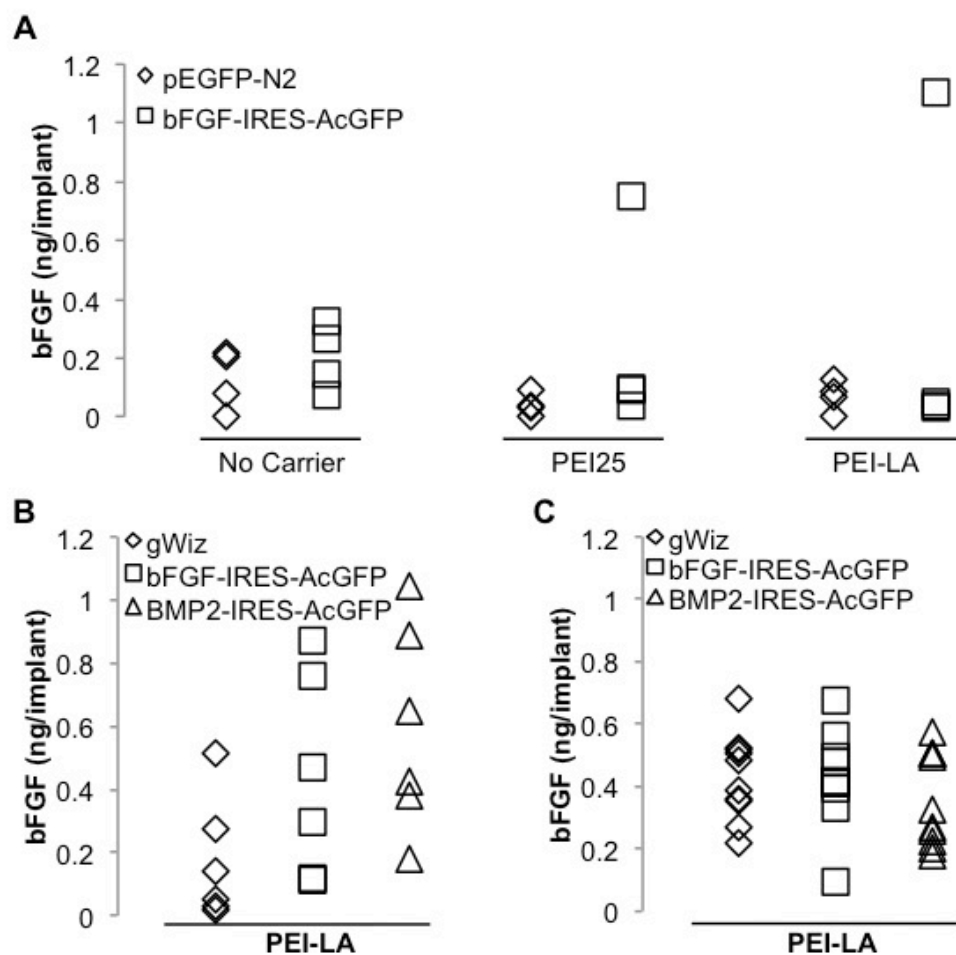 A
bFGF (ng/implant)
1.2
1
0.8
0.6
0.4
0.2
0
pEGFP-N2
bFGF-IRES-AcGFP
No Carrier PEI25 PEI-LA
B
bFGF (ng/implant)
1.2
1
0.8
0.6
0.4
0.2
0
gWiz
bFGF-IRES-AcGFP
BMP2-IRES-AcGFP
PEI-LA
C
bFGF (ng/implant)
1.2
1
0.8
0.6
0.4
0.2
0
gWiz
bFGF-IRES-AcGFP
BMP2-IRES-AcGFP
PEI-LA